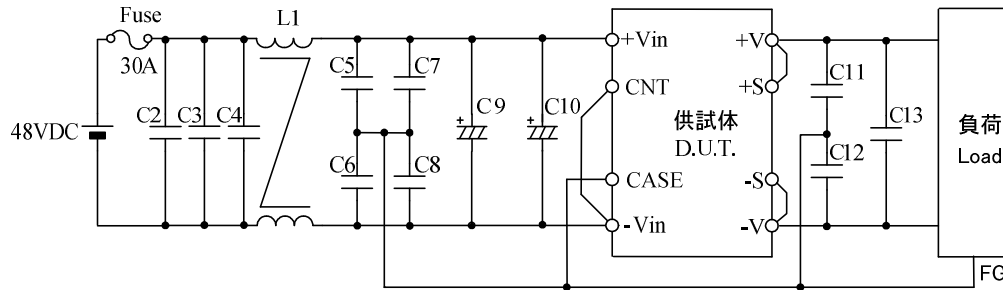 Fuse
30A
L1
48VDC
C2
C3
C4
C5
C7
C6
C8
C9
C10
+
+
+Vin
CNT
CASE
-Vin
供試体
D.U.T.
+V
+S
-S
-V
C11
C12
C13
負荷
Load
FG